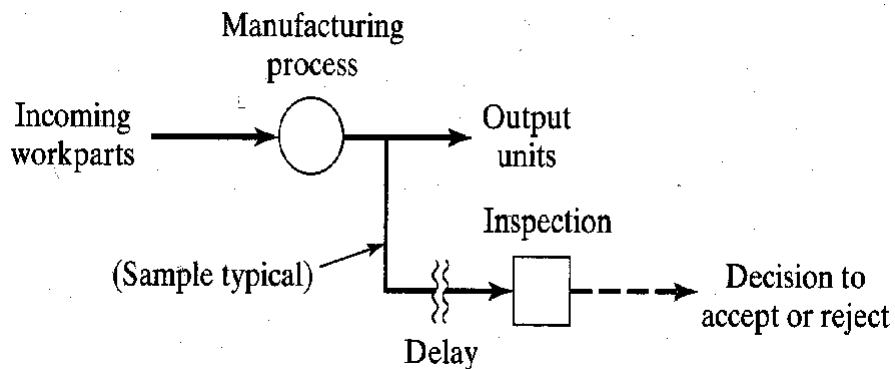 Manufacturing
process
Incoming
workparts
Output
units
Inspection
(Sample typical)
Decision to
accept or reject
Delay